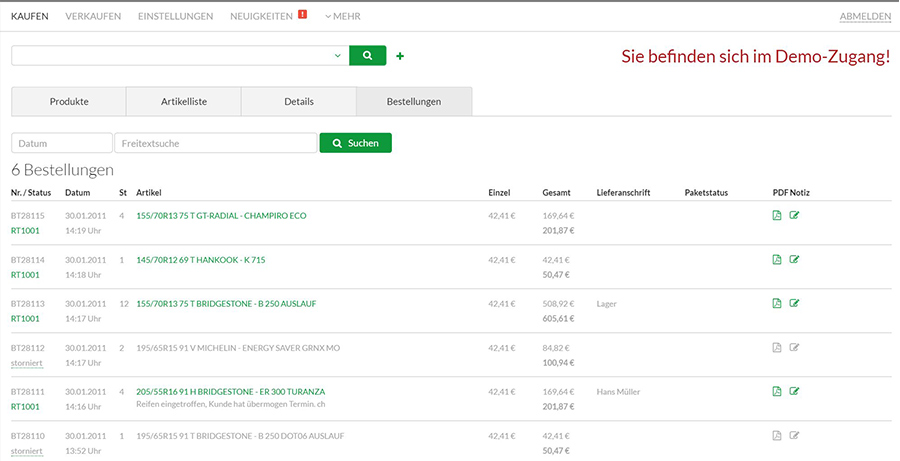 KAUFEN VERKAUFEN EINSTELLUNGEN NEUIGKEITEN ! MEHR ABMELDEN
Sie befinden sich im Demo-Zugang!
Produkte Artikelliste Details Bestellungen
Datum Freitextsuche Suchen
6 Bestellungen
Nr. / Status Datum St Artikel Einzel Gesamt Lieferanschrift Paketstatus PDF Notiz
BT28115 30.01.2011 4 155/70R13 75 T GT-RADIAL - CHAMPIRO ECO 42,41 € 169,64 €
RT1001 14:19 Uhr 201,87 €
BT28114 30.01.2011 1 145/70R12 69 T HANKOOK - K 715 42,41 € 42,41 €
RT1001 14:18 Uhr 50,47 €
BT28113 30.01.2011 12 155/70R13 75 T BRIDGESTONE - B 250 AUSLAUF 42,41 € 508,92 € Lager
RT1001 14:17 Uhr 605,61 €
BT28112 30.01.2011 2 195/65R15 91 V MICHELIN - ENERGY SAVER GRNX MO 42,41 € 84,82 €
storniert 14:17 Uhr 100,94 €
BT28111 30.01.2011 4 205/55R16 91 H BRIDGESTONE - ER 300 TURANZA 42,41 € 169,64 € Hans Müller
RT1001 14:16 Uhr Reifen eingetroffen, Kunde hat übermogen Termin. ch 201,87 €
BT28110 30.01.2011 1 195/65R15 91 T BRIDGESTONE - B 250 DOT06 AUSLAUF 42,41 € 42,41 €
storniert 13:52 Uhr 50,47 €